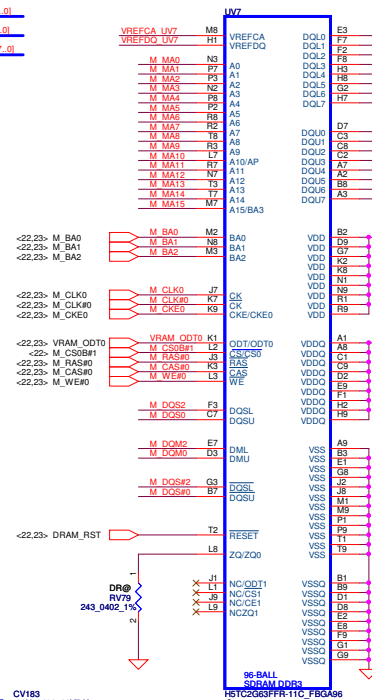 ..0]
.0]
..0]
UV7
VREFCA_UV7 M8 VREFCA DQL0 E3
VREFDQ_UV7 H1 VREFDQ DQL1 F7
DQL2 F2
M_MA0 N3 A0 DQL3 F8
M_MA1 P7 A1 DQL4 H3
M_MA2 P3 A2 DQL5 H8
M_MA3 N2 A3 DQL6 G2
M_MA4 P8 A4 DQL7 H7
M_MA5 P2 A5
M_MA6 R8 A6
M_MA7 R2 A7 DQU0 D7
M_MA8 T8 A8 DQU1 C3
M_MA9 R3 A9 DQU2 C8
M_MA10 L7 A10/AP DQU3 C2
M_MA11 R7 A11 DQU4 A7
M_MA12 N7 A12 DQU5 A2
M_MA13 T3 A13 DQU6 B8
M_MA14 T7 A14 DQU7 A3
M_MA15 M7 A15/BA3
<22,23> M_BA0 M_BA0 M2 BA0 VDD B2
<22,23> M_BA1 M_BA1 N8 BA1 VDD D9
<22,23> M_BA2 M_BA2 M3 BA2 VDD G7
VDD K2
VDD K8
VDD N1
<22,23> M_CLK0 M_CLK0 J7 CK VDD N9
<22,23> M_CLK#0 M_CLK#0 K7 CK VDD R1
<22,23> M_CKE0 M_CKE0 K9 CKE/CKE0 VDD R9
<22,23> VRAM_ODT0 VRAM_ODT0 K1 ODT/ODT0 VDDQ A1
<22> M_CS0B#1 M_CS0B#1 L2 CS/CS0 VDDQ A8
<22,23> M_RAS#0 M_RAS#0 J3 RAS VDDQ C1
<22,23> M_CAS#0 M_CAS#0 K3 CAS VDDQ C9
<22,23> M_WE#0 M_WE#0 L3 WE VDDQ D2
VDDQ E9
VDDQ F1
M_DQS2 F3 DQSL VDDQ H2
M_DQS0 C7 DQSU VDDQ H9
M_DQM2 E7 DML VSS A9
M_DQM0 D3 DMU VSS B3
VSS E1
VSS G8
M_DQS#2 G3 DQSL VSS J2
M_DQS#0 B7 DQSU VSS J8
VSS M1
VSS M9
VSS P1
VSS P9
<22,23> DRAM_RST T2 RESET VSS T1
VSS T9
L8 ZQ/ZQ0
1
DR@
RV79
243_0402_1%
2
J1 NC/ODT1 VSSQ B1
L1 NC/CS1 VSSQ B9
J9 NC/CE1 VSSQ D1
L9 NCZQ1 VSSQ D8
VSSQ E2
VSSQ E8
VSSQ F9
VSSQ G1
VSSQ G9
96-BALL
SDRAM DDR3
CV183
H5TC2G63FFR-11C_FBGA96